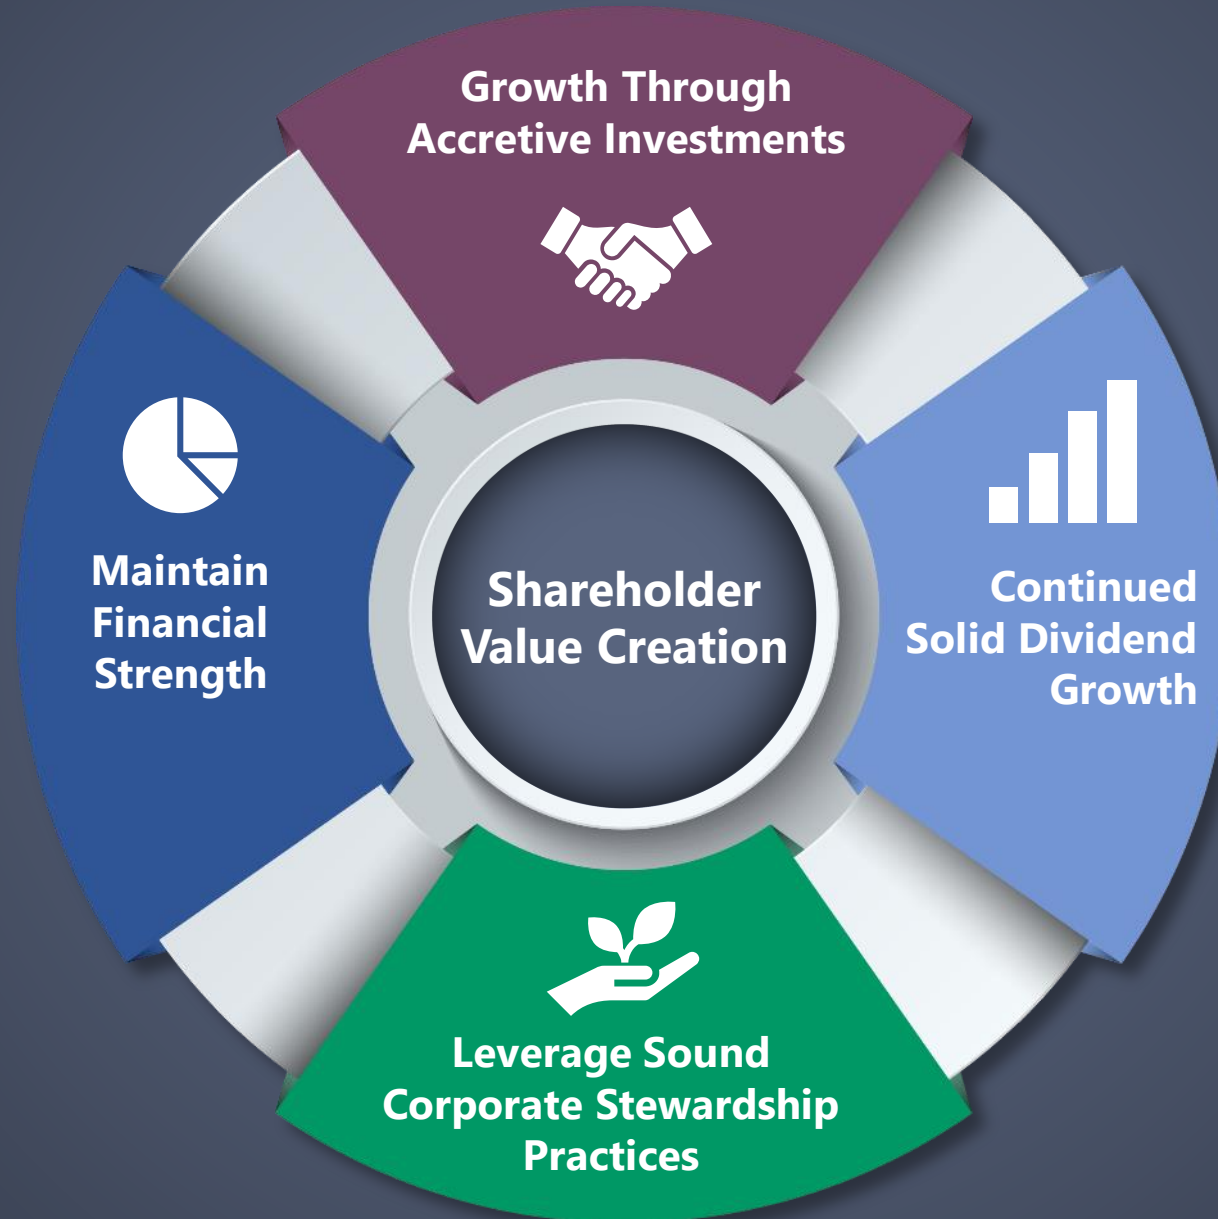 Growth Through
Accretive Investments
Maintain
Financial
Strength
Shareholder
Value Creation
Continued
Solid Dividend
Growth
Leverage Sound
Corporate Stewardship
Practices